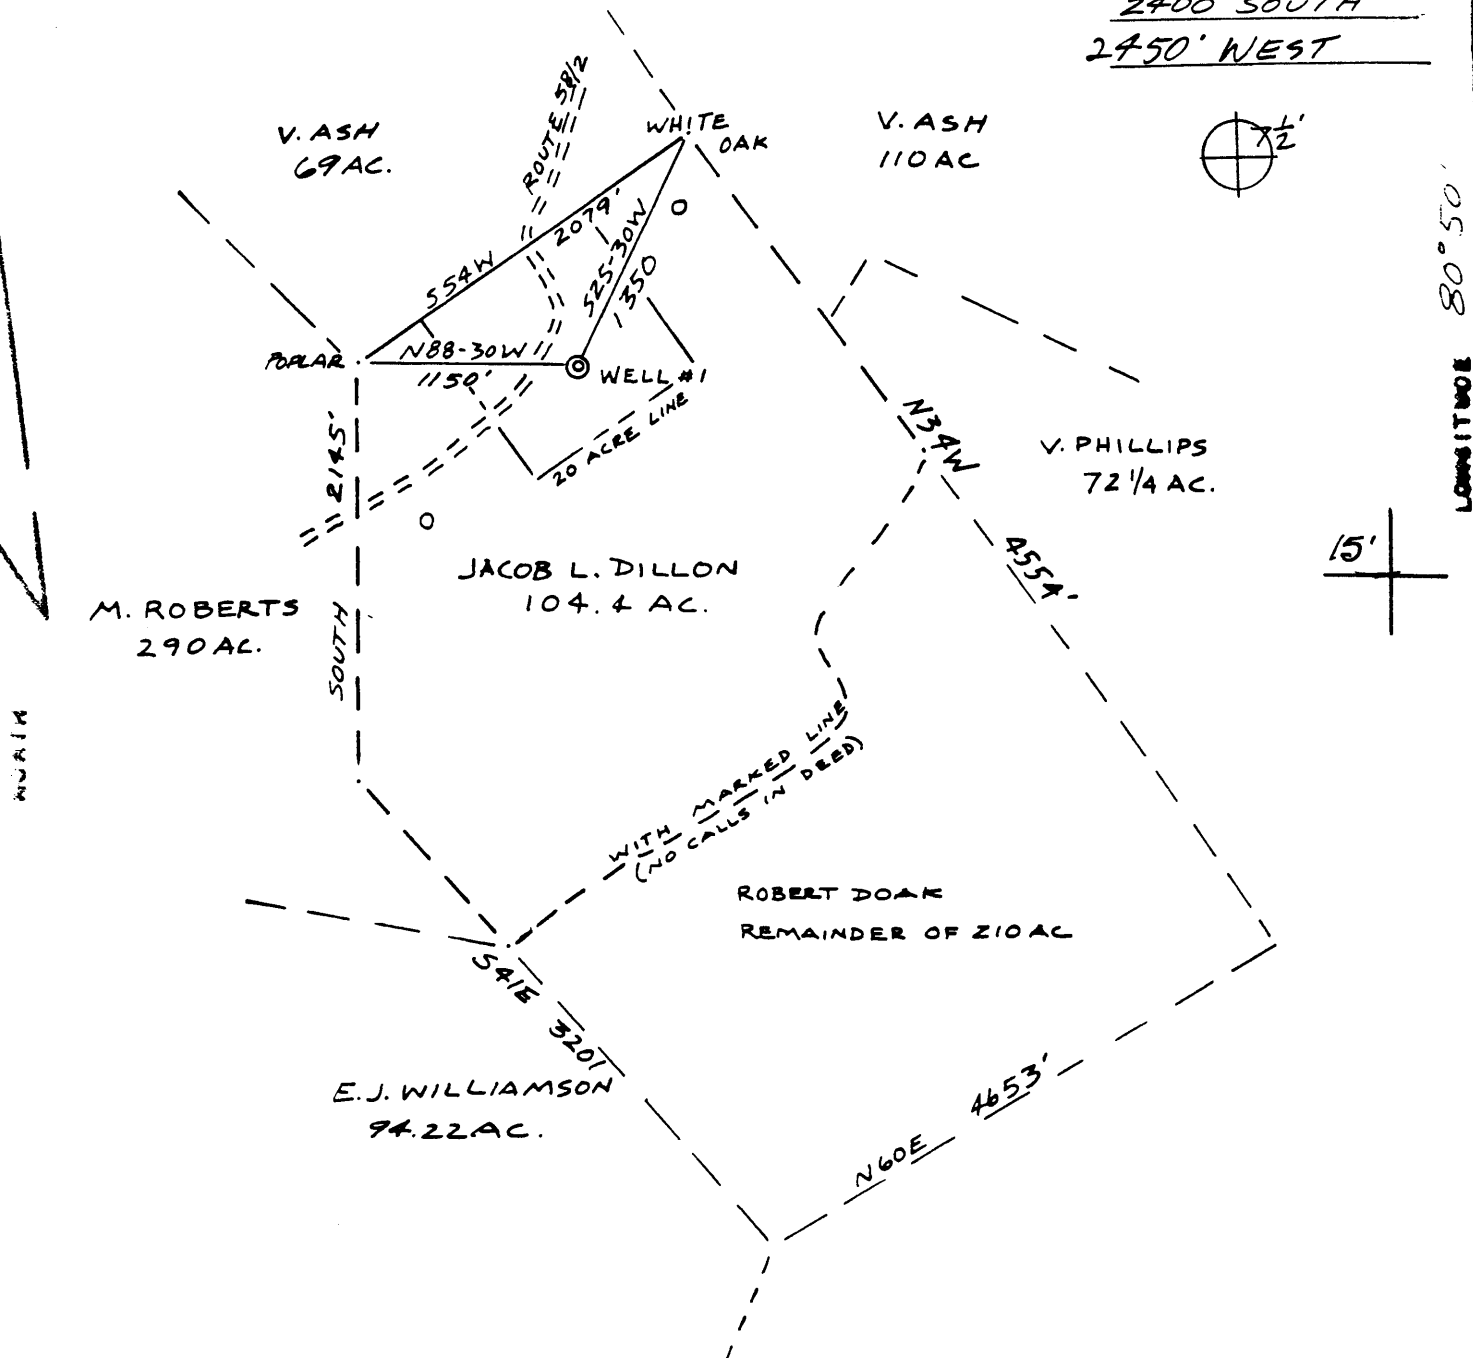 2400 SOUTH
2450' WEST
V. ASH
69 AC.
ROUTE 58/2
WHITE
OAK
V. ASH
110 AC
7 1/2'
80° 50'
LONGITUDE
S54W
2079'
S25-30W
1350
POPLAR
N88-30W
1150'
WELL #1
20 ACRE LINE
2145'
SOUTH
N34W
4554'
V. PHILLIPS
72 1/4 AC.
15'
JACOB L. DILLON
104.4 AC.
M. ROBERTS
290 AC.
NORTH
WITH MARKED LINE
(NO CALLS IN DEED)
ROBERT DOAK
REMAINDER OF 210 AC
S41E 3201
E.J. WILLIAMSON
94.22 AC.
N60E 4653'